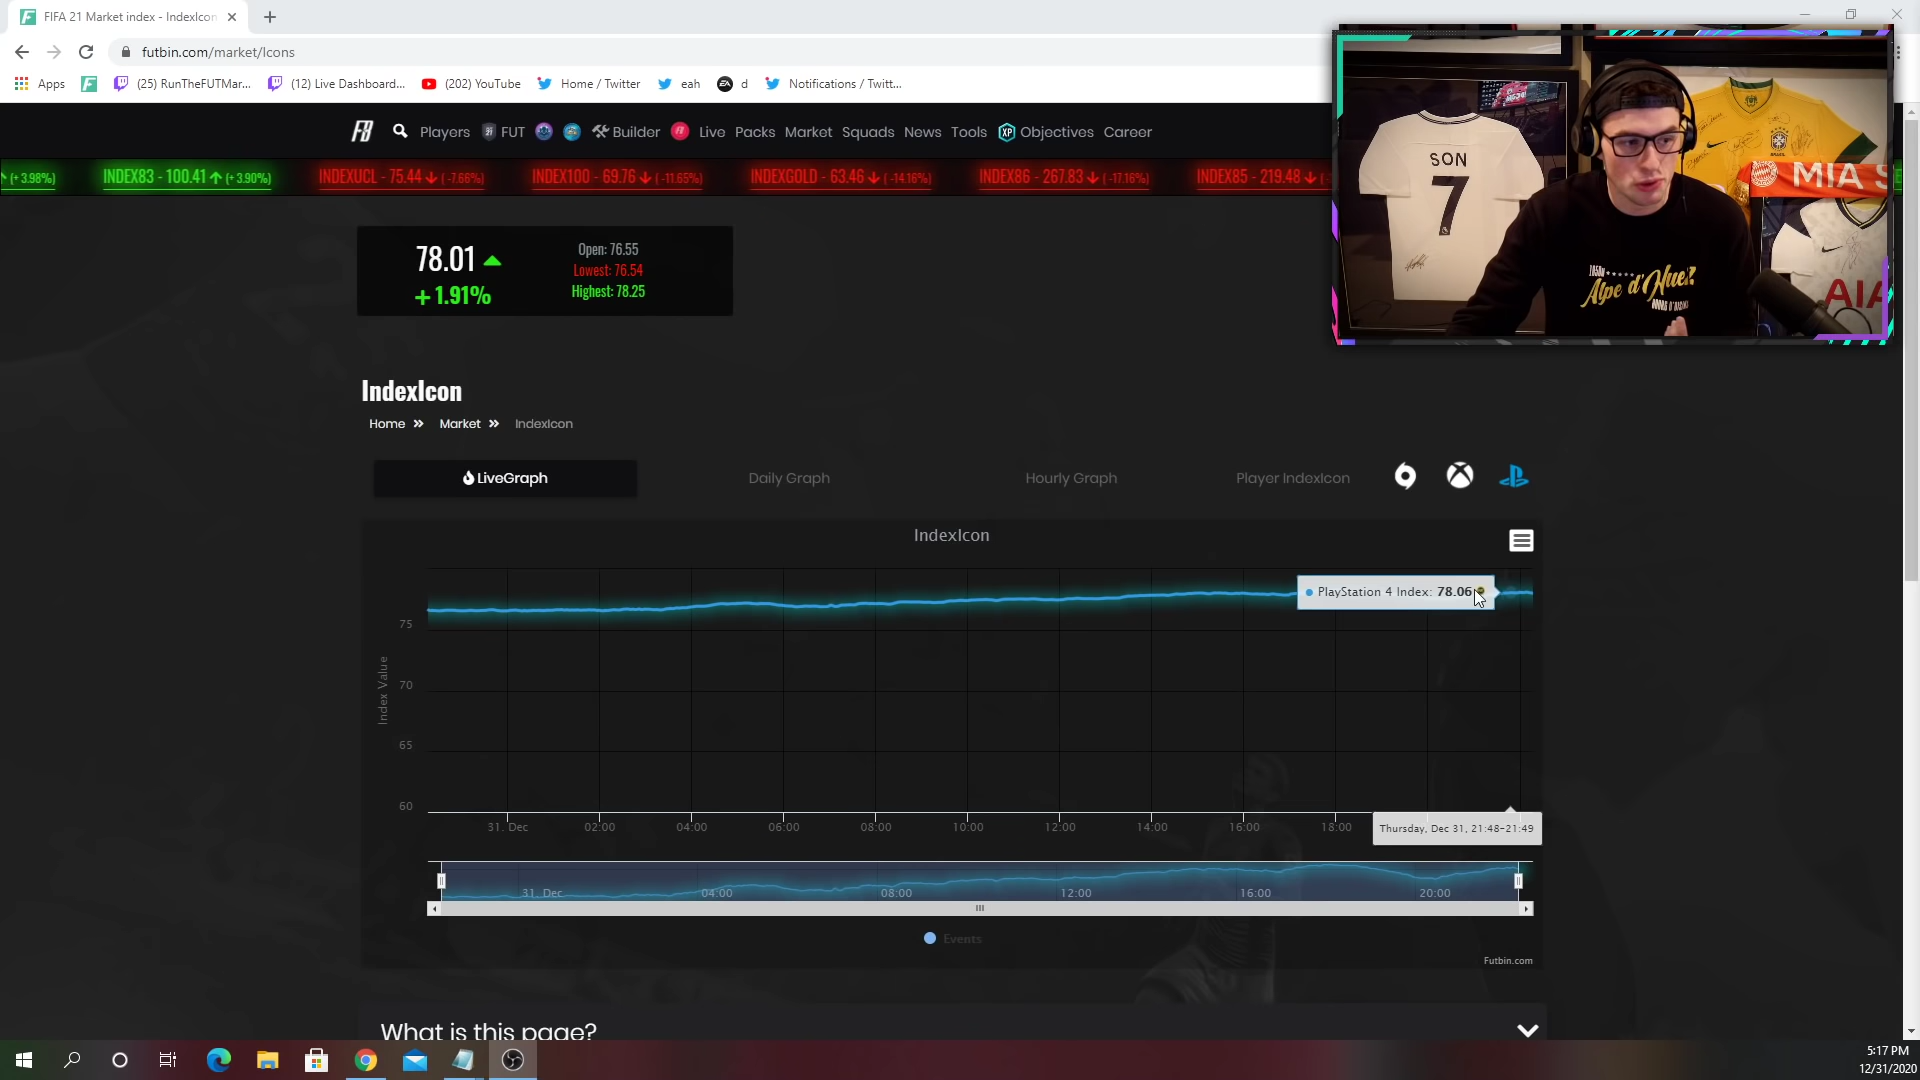 FIFA 21 Market index - IndexIcon
futbin.com/market/Icons
Apps
(25) RunTheFUTMar...
(12) Live Dashboard...
(202) YouTube
Home / Twitter
eah
EA
d
Notifications / Twitt...
Players
FUT
Builder
Live
Packs
Market
Squads
News
Tools
XP
Objectives
Career
(+ 3.98%)
INDEX83 - 100.41 (+ 3.90%)
INDEXUCL - 75.44 ( -7.66%)
INDEX100 - 69.76 ( -11.65%)
INDEXGOLD - 63.46 ( -14.16%)
INDEX86 - 267.83 ( -17.16%)
INDEX85 - 219.48
SON
7
Alpe d'Huez
MIA S
AIA
78.01
+ 1.91%
Open: 76.55
Lowest: 76.54
Highest: 78.25
IndexIcon
Home » Market » IndexIcon
LiveGraph
Daily Graph
Hourly Graph
Player IndexIcon
IndexIcon
PlayStation 4 Index: 78.06
Index Value
75
70
65
60
31. Dec
02:00
04:00
06:00
08:00
10:00
12:00
14:00
16:00
18:00
Thursday, Dec 31, 21:48-21:49
31. Dec
04:00
08:00
12:00
16:00
20:00
Events
Futbin.com
What is this page?
5:17 PM
12/31/2020